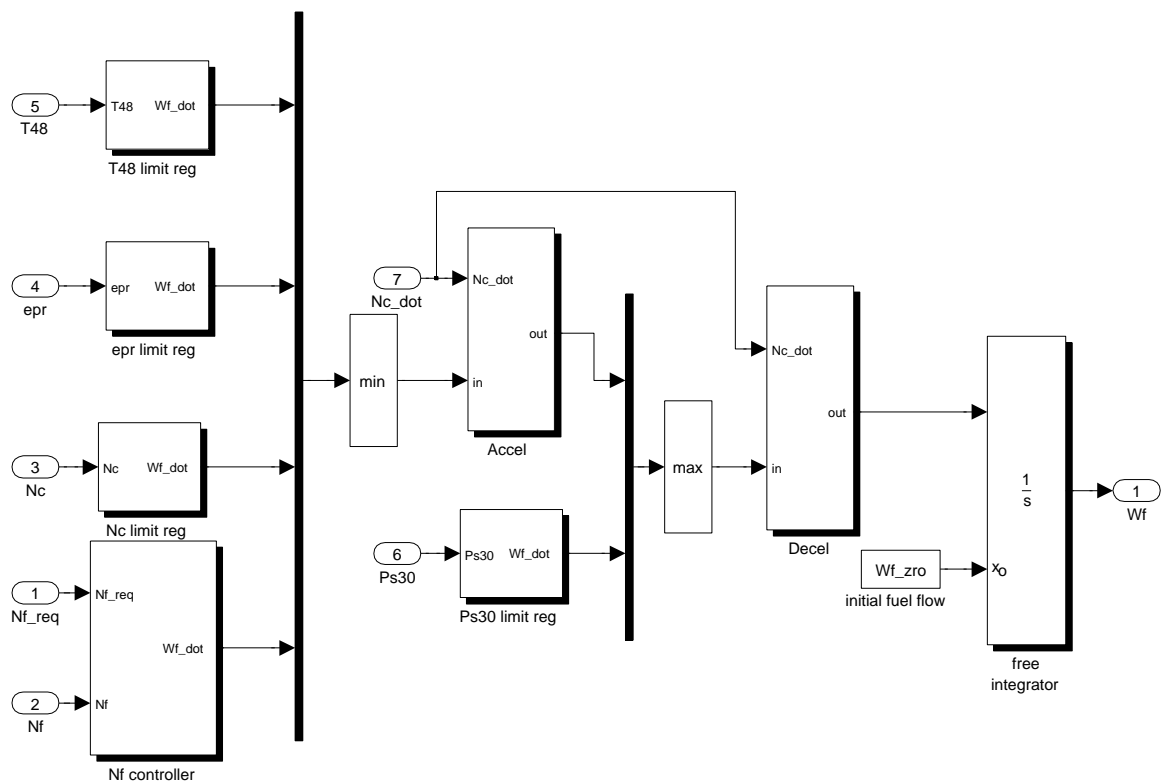 5
T48
T48
Wf_dot
T48 limit reg
4
epr
epr
Wf_dot
epr limit reg
3
Nc
Nc
Wf_dot
Nc limit reg
1
Nf_req
2
Nf
Nf_req
Wf_dot
Nf
Nf controller
min
7
Nc_dot
Nc_dot
out
in
Accel
6
Ps30
Ps30
Wf_dot
Ps30 limit reg
max
Nc_dot
out
in
Decel
Wf_zro
initial fuel flow
1
s
xo
free
integrator
1
Wf